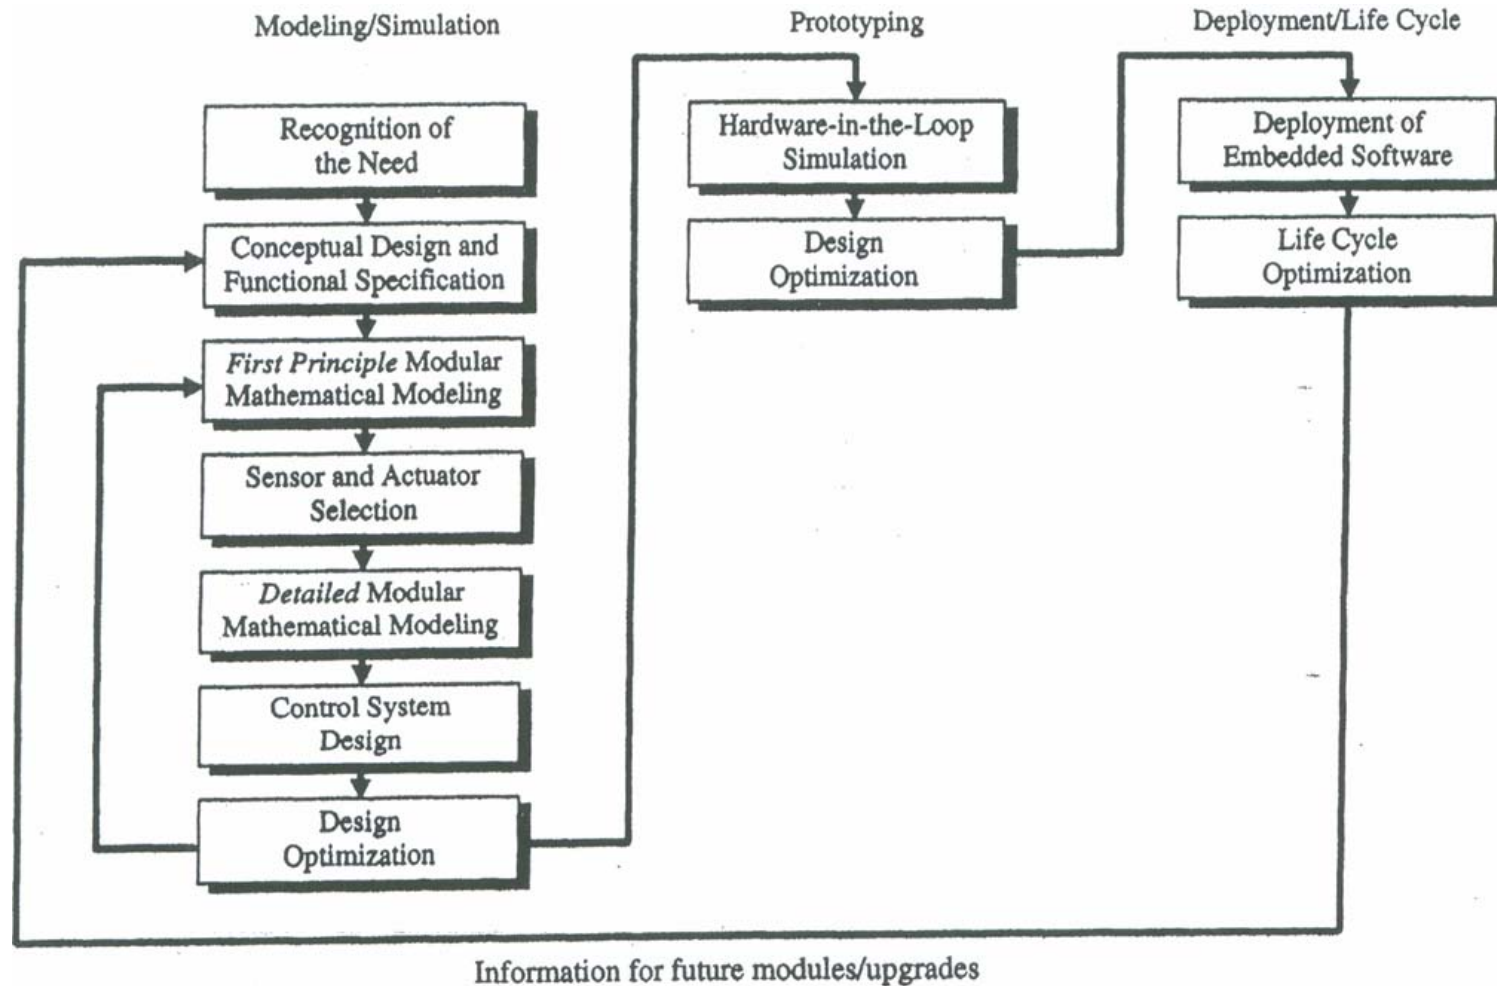 Modeling/Simulation
Recognition of
the Need
Conceptual Design and
Functional Specification
First Principle Modular
Mathematical Modeling
Sensor and Actuator
Selection
Detailed Modular
Mathematical Modeling
Control System
Design
Design
Optimization
Prototyping
Hardware-in-the-Loop
Simulation
Design
Optimization
Deployment/Life Cycle
Deployment of
Embedded Software
Life Cycle
Optimization
Information for future modules/upgrades